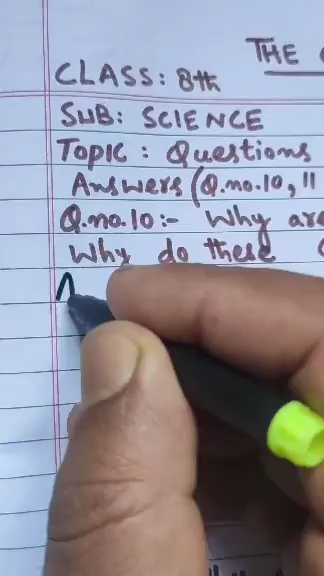 THE
CLASS: 8th
SUB: SCIENCE
Topic: Questions
Answers (Q.no.10, 11
Q.no.10:- Why are
Why do these